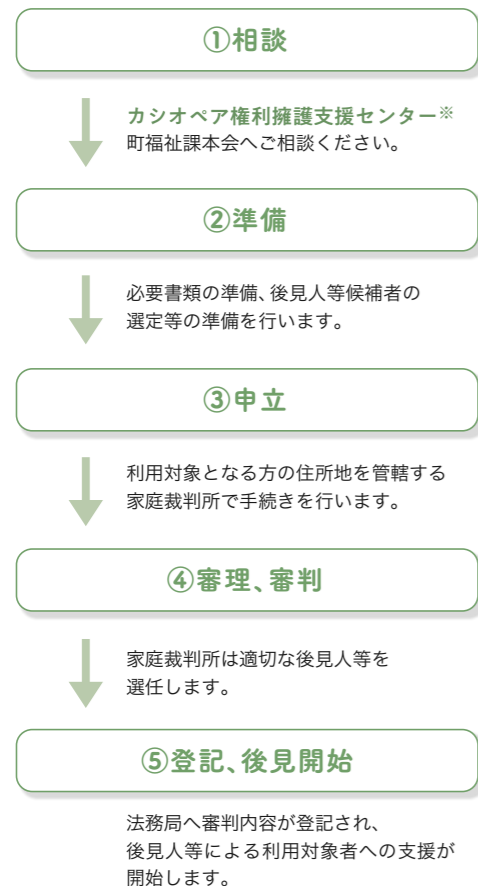 ①相談
カシオペア権利擁護支援センター※
町福祉課本会へご相談ください。
②準備
必要書類の準備、後見人等候補者の
選定等の準備を行います。
③申立
利用対象となる方の住所地を管轄する
家庭裁判所で手続きを行います。
④審理、審判
家庭裁判所は適切な後見人等を
選任します。
⑤登記、後見開始
法務局へ審判内容が登記され、
後見人等による利用対象者への支援が
開始します。